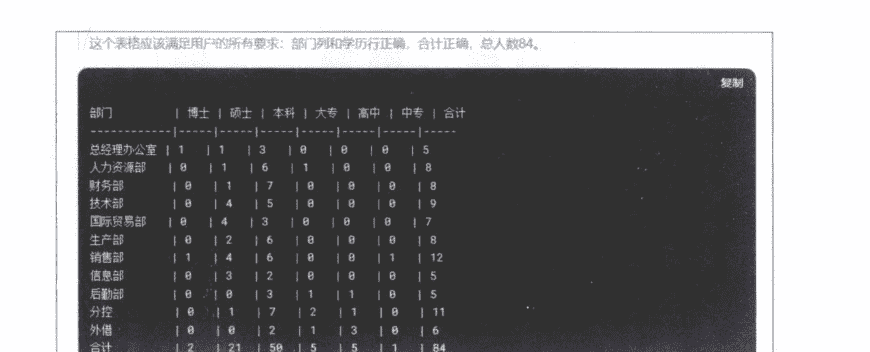 这个表格应该满足用户的所有要求：部门列和学历行正确，合计正确，总人数84。
复制
部门 | 博士 | 硕士 | 本科 | 大专 | 高中 | 中专 | 合计
------------|-----|-----|-----|-----|-----|-----|-----
总经理办公室 | 1 | 1 | 3 | 0 | 0 | 0 | 5
人力资源部 | 0 | 1 | 6 | 1 | 0 | 0 | 8
财务部 | 0 | 1 | 7 | 0 | 0 | 0 | 8
技术部 | 0 | 4 | 5 | 0 | 0 | 0 | 9
国际贸易部 | 0 | 4 | 3 | 0 | 0 | 0 | 7
生产部 | 0 | 2 | 6 | 0 | 0 | 0 | 8
销售部 | 1 | 4 | 6 | 0 | 0 | 1 | 12
信息部 | 0 | 3 | 2 | 0 | 0 | 0 | 5
后勤部 | 0 | 0 | 3 | 1 | 1 | 0 | 5
分控 | 0 | 1 | 7 | 2 | 1 | 0 | 11
外借 | 0 | 0 | 2 | 1 | 3 | 0 | 6
合计 | 2 | 21 | 50 | 5 | 5 | 1 | 84